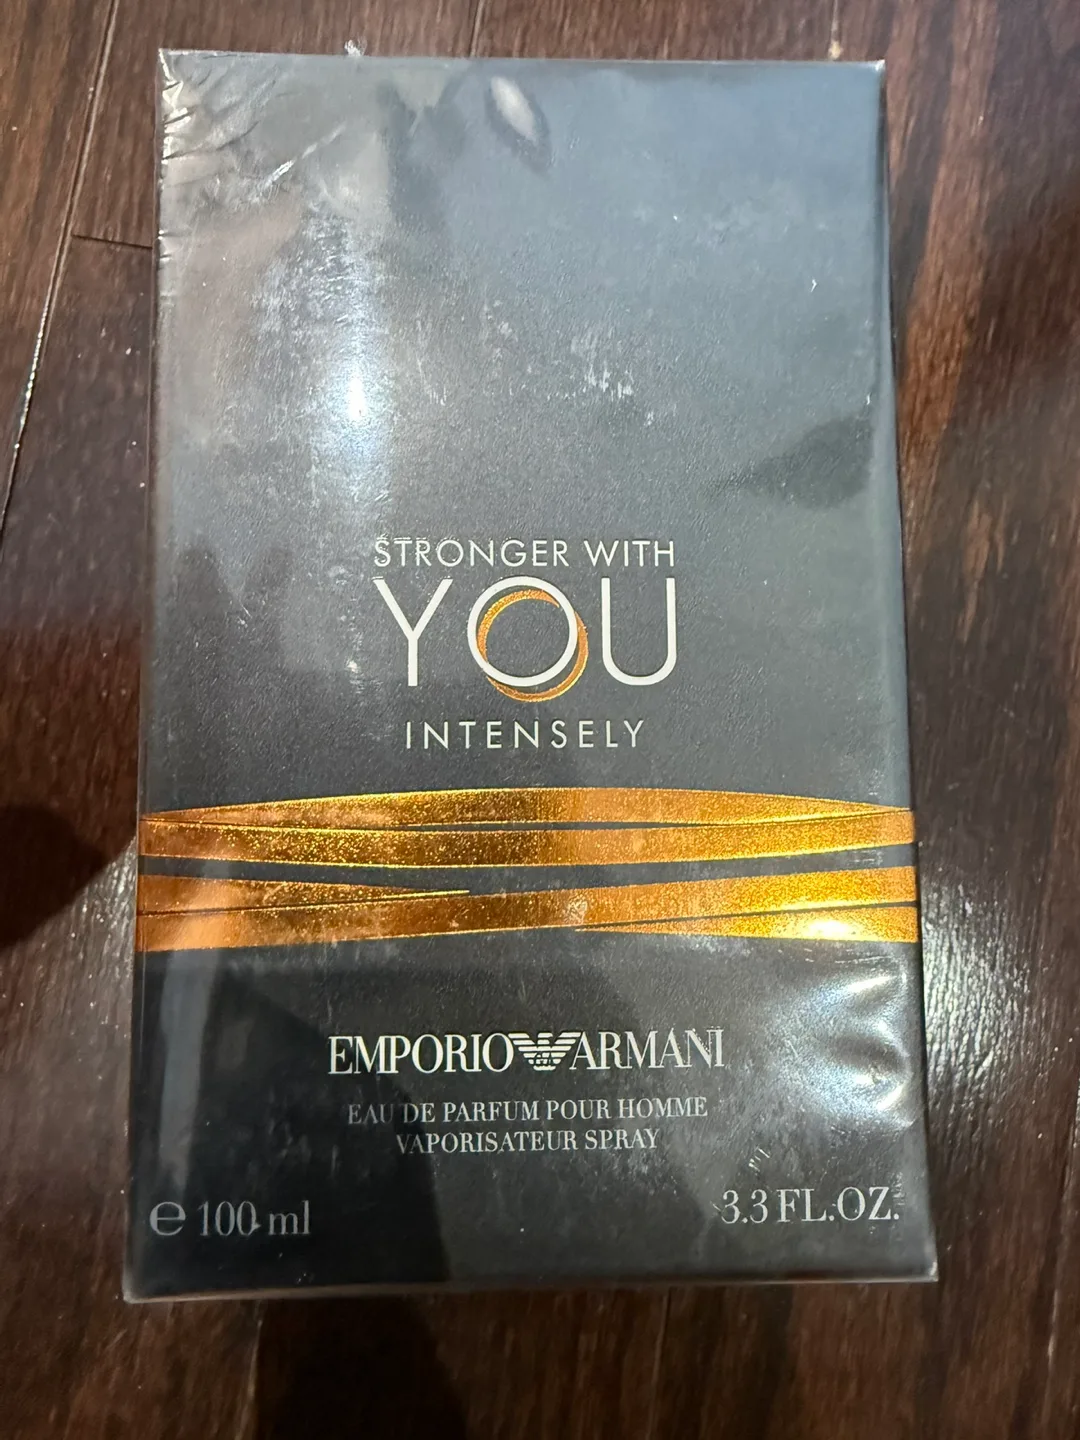 STRONGER WITH
YOU
INTENSELY
EMPORIO ARMANI
EAU DE PARFUM POUR HOMME
VAPORISATEUR SPRAY
℮ 100 ml
3.3 FL.OZ.